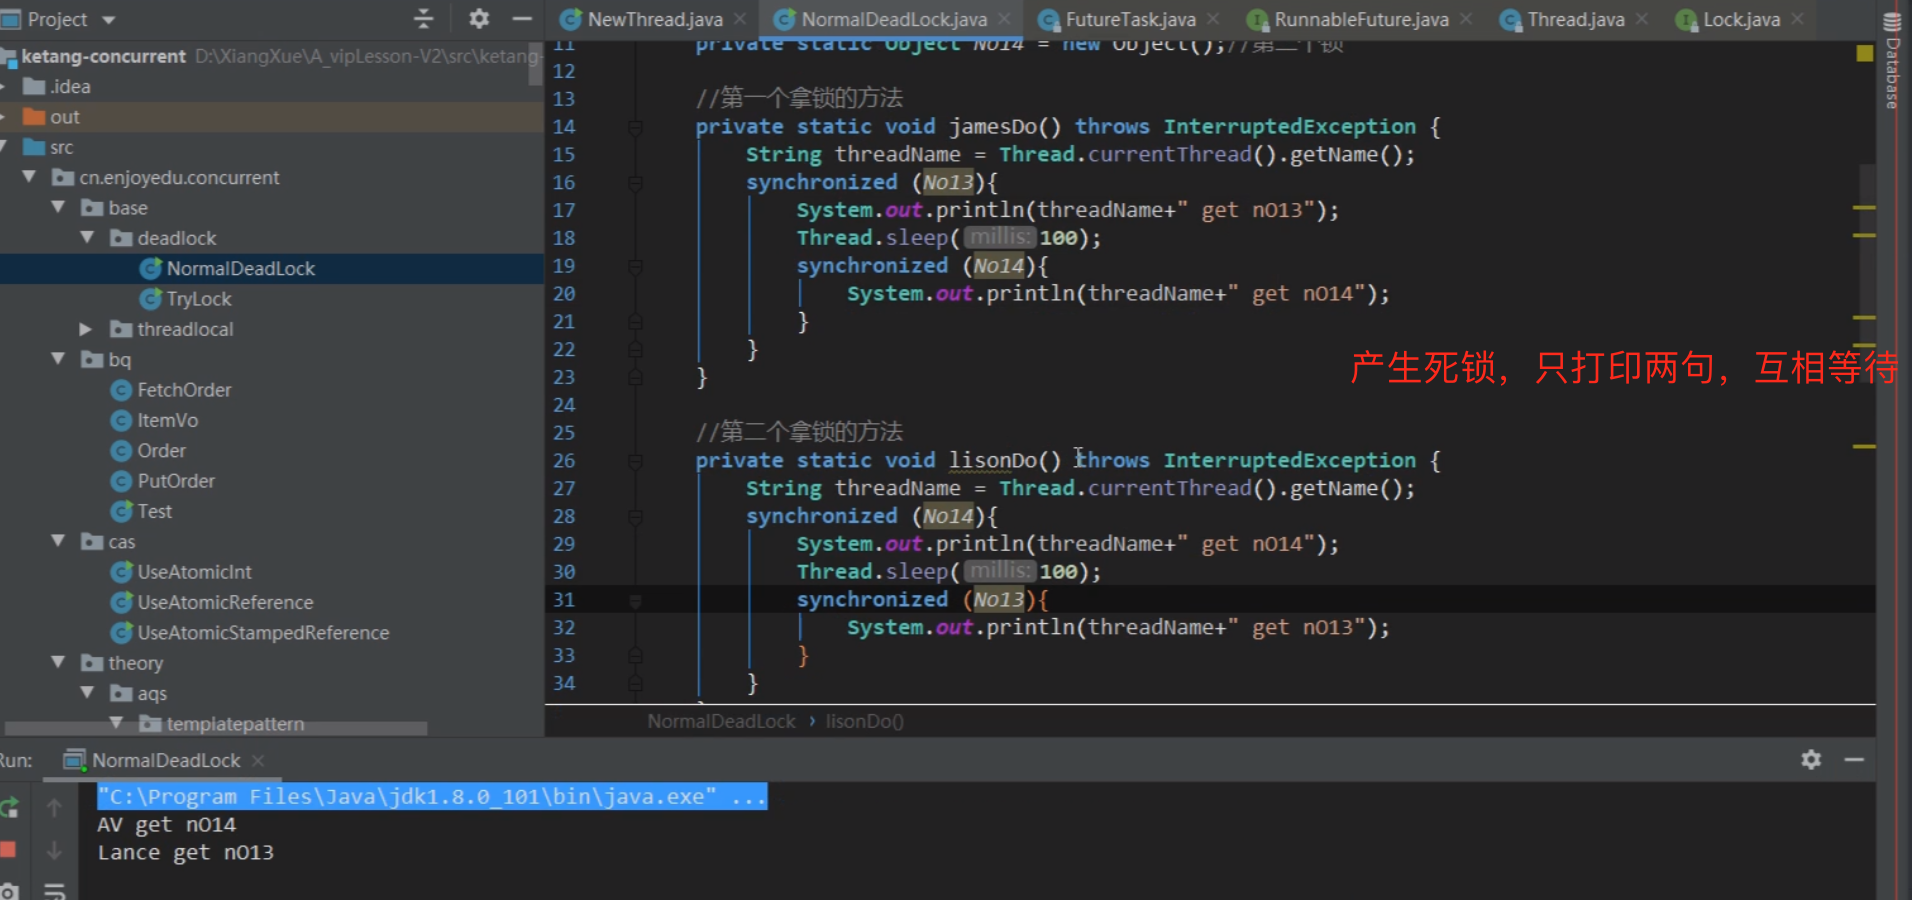 Project
NewThread.java
NormalDeadLock.java
FutureTask.java
RunnableFuture.java
Thread.java
Lock.java
Database
ketang-concurrent D:\XiangXue\A_vipLesson-V2\src\ketang-
.idea
out
src
cn.enjoyedu.concurrent
base
deadlock
NormalDeadLock
TryLock
threadlocal
bq
FetchOrder
ItemVo
Order
PutOrder
Test
cas
UseAtomicInt
UseAtomicReference
UseAtomicStampedReference
theory
aqs
templatepattern
11 private static Object No14 = new Object();//第二个锁
12
13 //第一个拿锁的方法
14 private static void jamesDo() throws InterruptedException {
15 String threadName = Thread.currentThread().getName();
16 synchronized (No13){
17 System.out.println(threadName+" get nO13");
18 Thread.sleep( millis: 100);
19 synchronized (No14){
20 System.out.println(threadName+" get nO14");
21 }
22 }
23 }
24
25 //第二个拿锁的方法
26 private static void lisonDo() throws InterruptedException {
27 String threadName = Thread.currentThread().getName();
28 synchronized (No14){
29 System.out.println(threadName+" get nO14");
30 Thread.sleep( millis: 100);
31 synchronized (No13){
32 System.out.println(threadName+" get nO13");
33 }
34 }
产生死锁，只打印两句，互相等待
NormalDeadLock › lisonDo()
Run: NormalDeadLock
"C:\Program Files\Java\jdk1.8.0_101\bin\java.exe" ...
AV get nO14
Lance get nO13